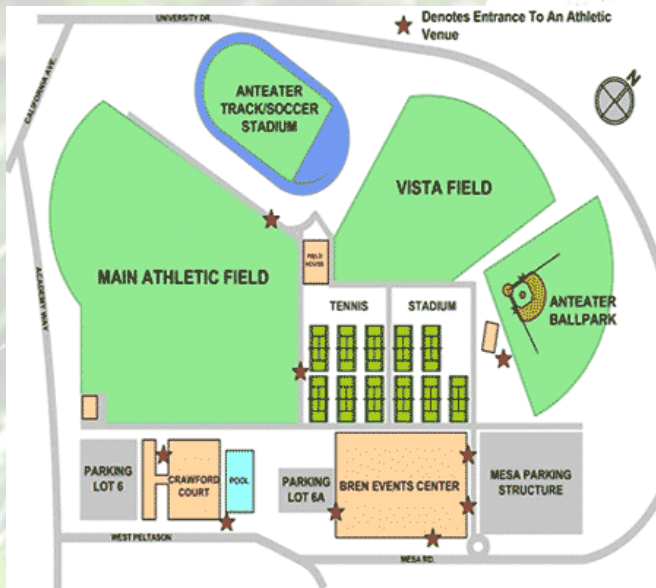 UNIVERSITY DR.
Denotes Entrance To An Athletic
Venue
N
CALIFORNIA AVE.
ANTEATER
TRACK/SOCCER
STADIUM
VISTA FIELD
MAIN ATHLETIC FIELD
FIELD
HOUSE
ACADEMY WAY
TENNIS
STADIUM
ANTEATER
BALLPARK
PARKING
LOT 6
CRAWFORD
COURT
POOL
PARKING
LOT 6A
BREN EVENTS CENTER
MESA PARKING
STRUCTURE
WEST PELTASON
MESA RD.